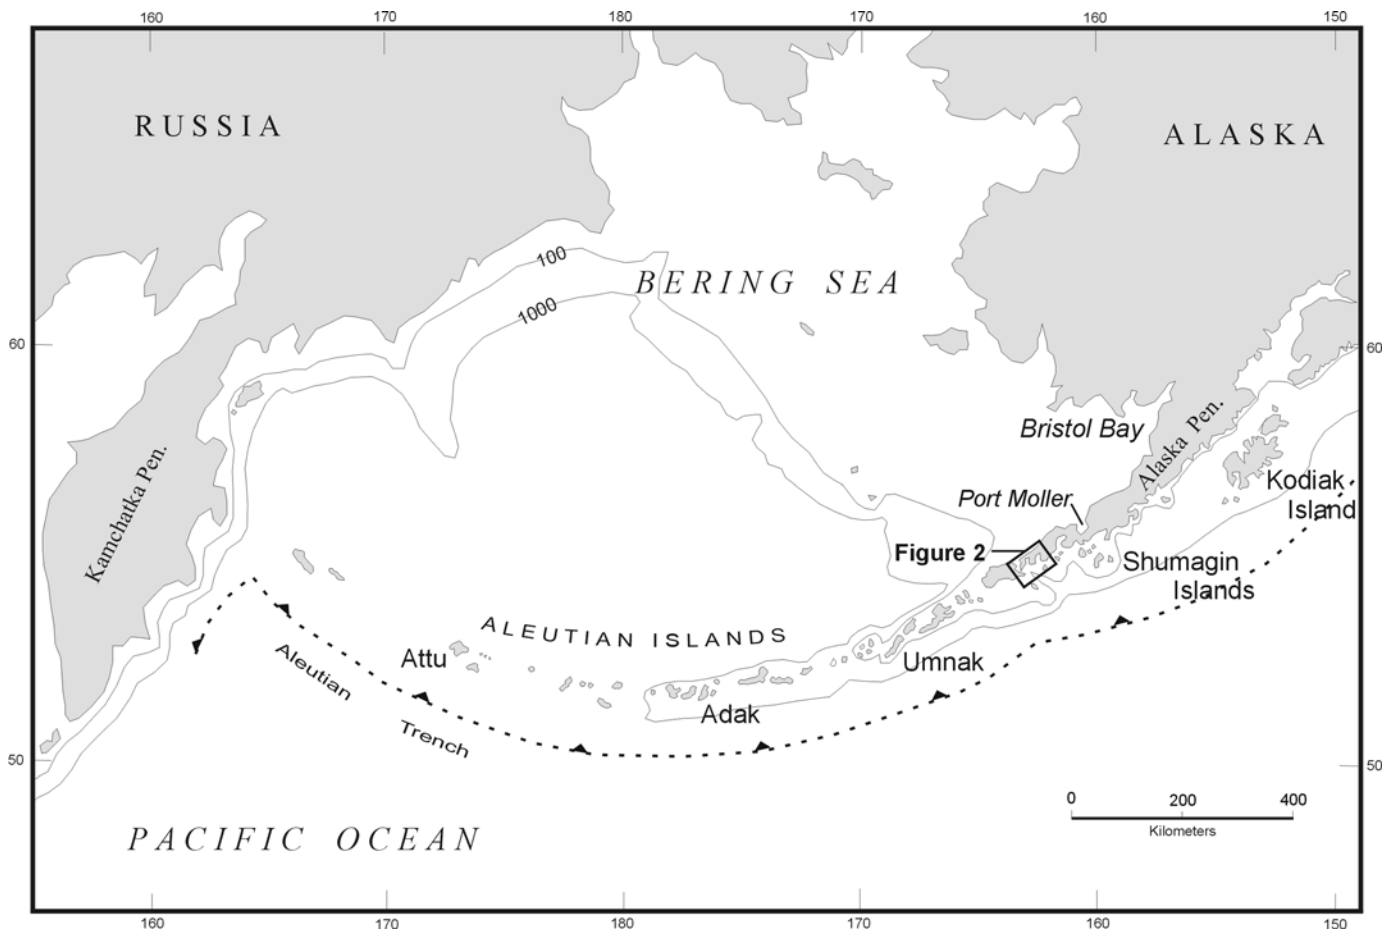 160 170 180 170 160 150
RUSSIA
ALASKA
100
BERING SEA
1000
60
60
Bristol Bay
Alaska Pen.
Kamchatka Pen.
Port Moller
Kodiak
Island
Figure 2
Shumagin
Islands
ALEUTIAN ISLANDS
Attu
Umnak
Aleutian
Trench
Adak
50
50
0 200 400
Kilometers
PACIFIC OCEAN
160 170 180 170 160 150